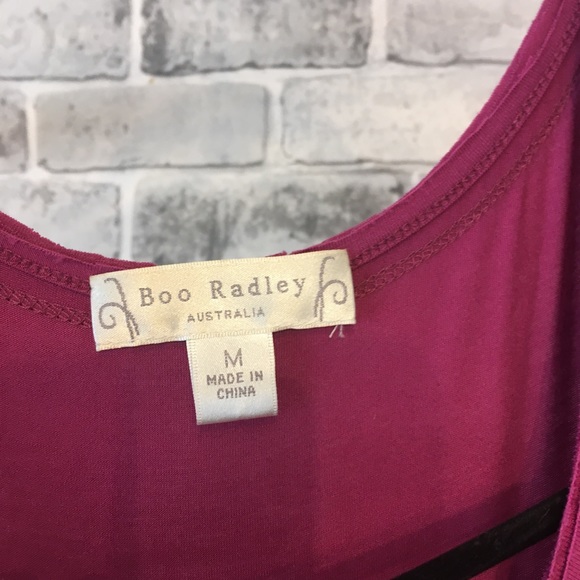 Boo Radley
AUSTRALIA
M
MADE IN
CHINA